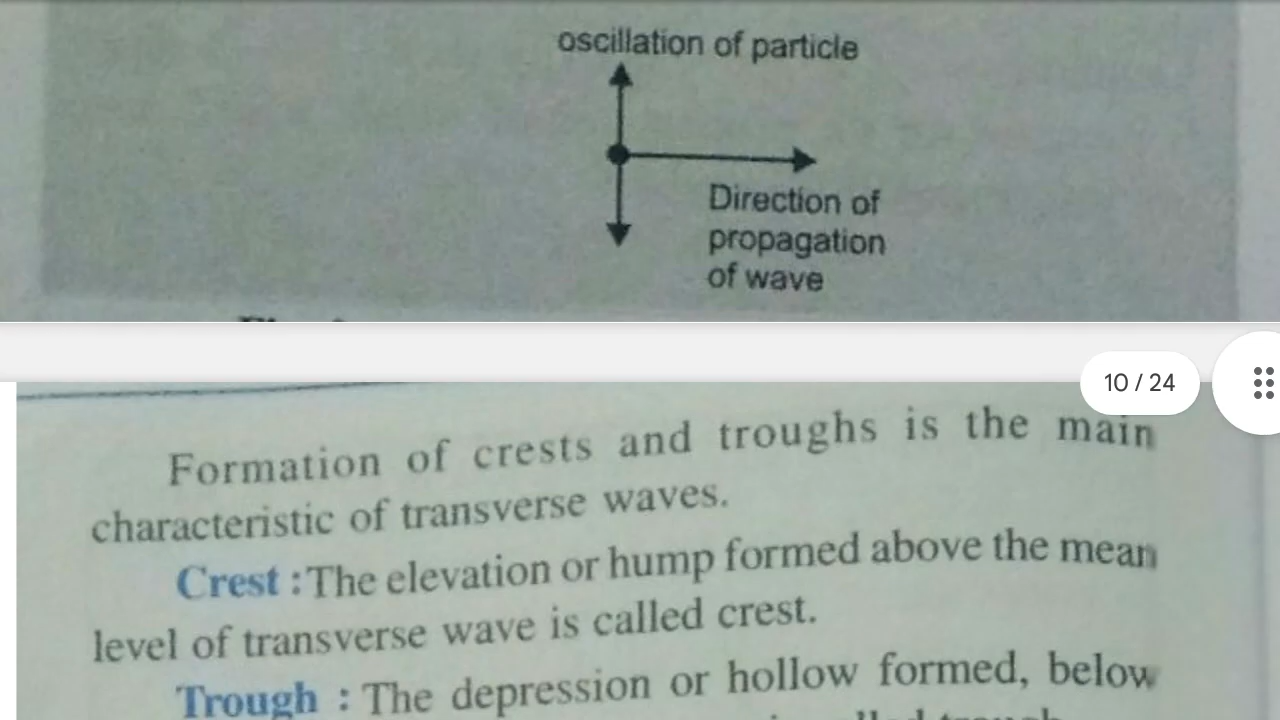 oscillation of particle
Direction of
propagation
of wave
10 / 24
Formation of crests and troughs is the main
characteristic of transverse waves.
Crest : The elevation or hump formed above the mean
level of transverse wave is called crest.
Trough : The depression or hollow formed, below